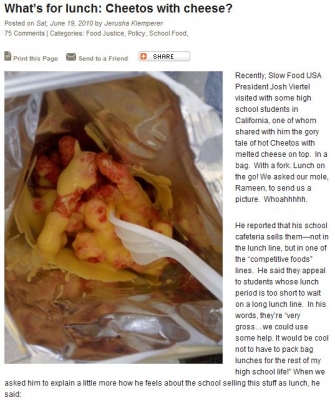 What's for lunch: Cheetos with cheese?
Posted on Sat, June 19, 2010 by Jerusha Klemperer
75 Comments | Categories: Food Justice, Policy, School Food,
Print this Page Send to a Friend SHARE
Recently, Slow Food USA
President Josh Viertel
visited with some high
school students in
California, one of whom
shared with him the gory
tale of hot Cheetos with
melted cheese on top. In a
bag. With a fork. Lunch on
the go! We asked our mole,
Rameen, to send us a
picture. Whoahhhhh.
He reported that his school
cafeteria sells them—not in
the lunch line, but in one of
the "competitive foods"
lines. He said they appeal
to students whose lunch
period is too short to wait
on a long lunch line. In his
words, they're "very
gross…we could use
some help. It would be cool
not to have to pack bag
lunches for the rest of my
high school life!" When we
asked him to explain a little more how he feels about the school selling this stuff as lunch, he
said: